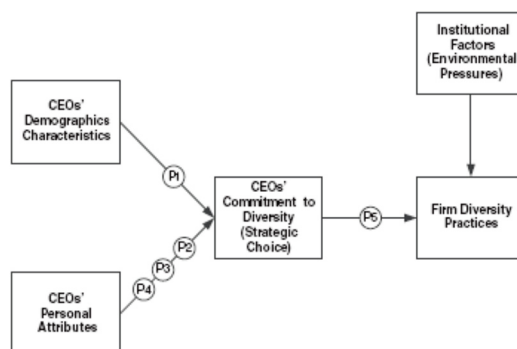 Institutional
Factors
(Environmental
Pressures)
CEOs'
Demographics
Characteristics
P1
CEOs'
Commitment to
Diversity
(Strategic
Choice)
P5
Firm Diversity
Practices
P2
P3
P4
CEOs'
Personal
Attributes